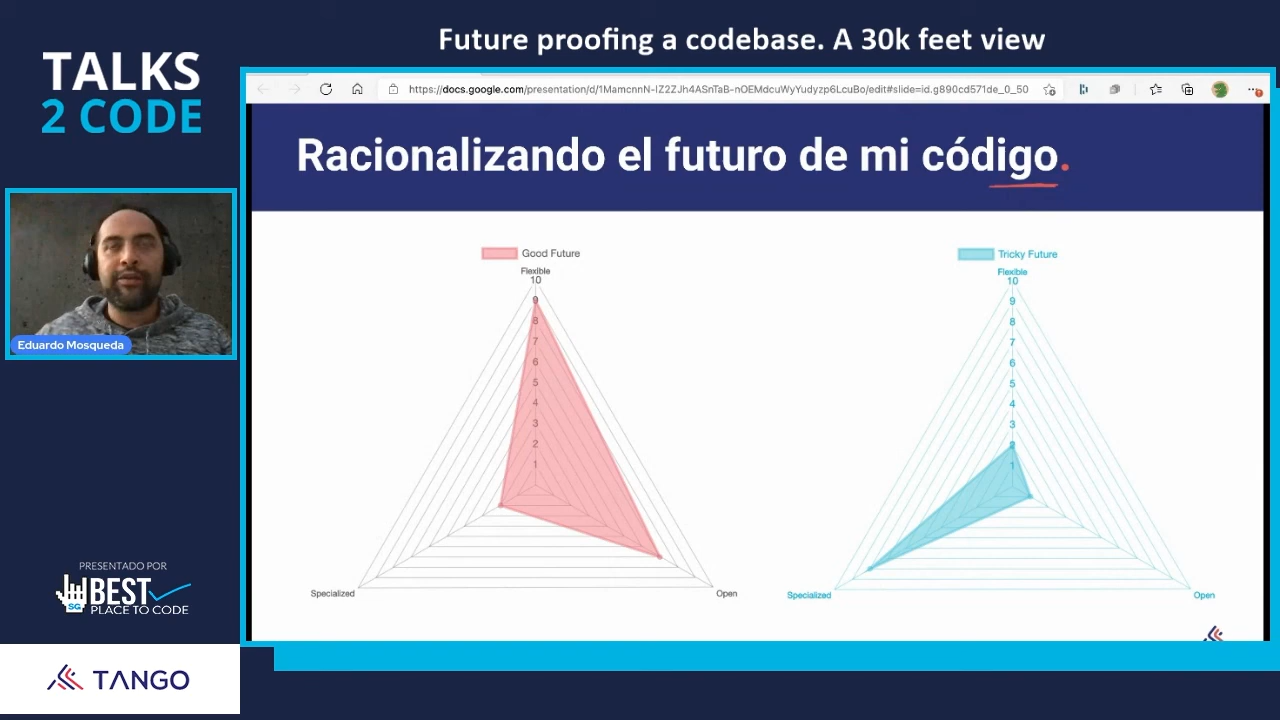 Future proofing a codebase. A 30k feet view
TALKS
2 CODE
https://docs.google.com/presentation/d/1MamcnnN-IZ2ZJh4ASnTaB-nOEMdcuWyYudyzp6LcuBo/edit#slide=id.g890cd571de_0_50
Racionalizando el futuro de mi código.
Eduardo Mosqueda
Good Future
Flexible
10
9
8
7
6
5
4
3
2
1
Specialized
Open
Tricky Future
Flexible
10
9
8
7
6
5
4
3
2
1
Specialized
Open
PRESENTADO POR
SG
BEST
PLACE TO CODE
TANGO